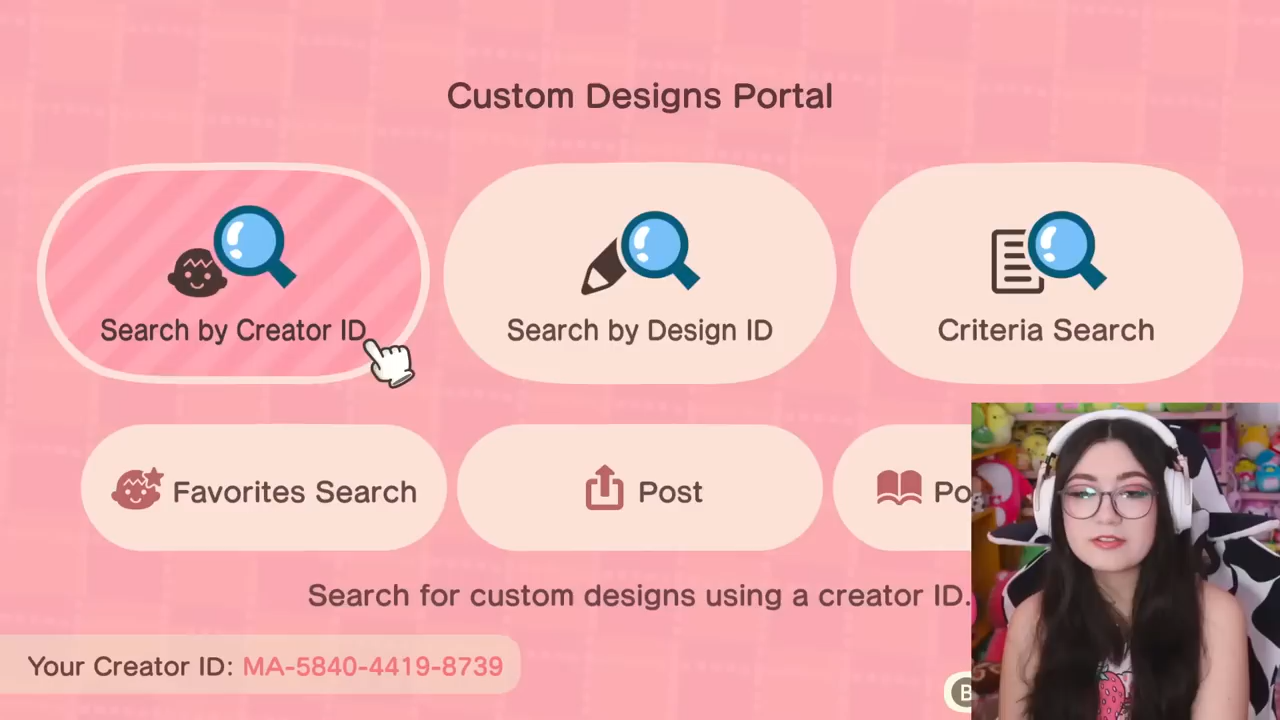 Custom Designs Portal
Search by Creator ID
Search by Design ID
Criteria Search
Favorites Search
Post
Po
Search for custom designs using a creator ID.
Your Creator ID: MA-5840-4419-8739
B